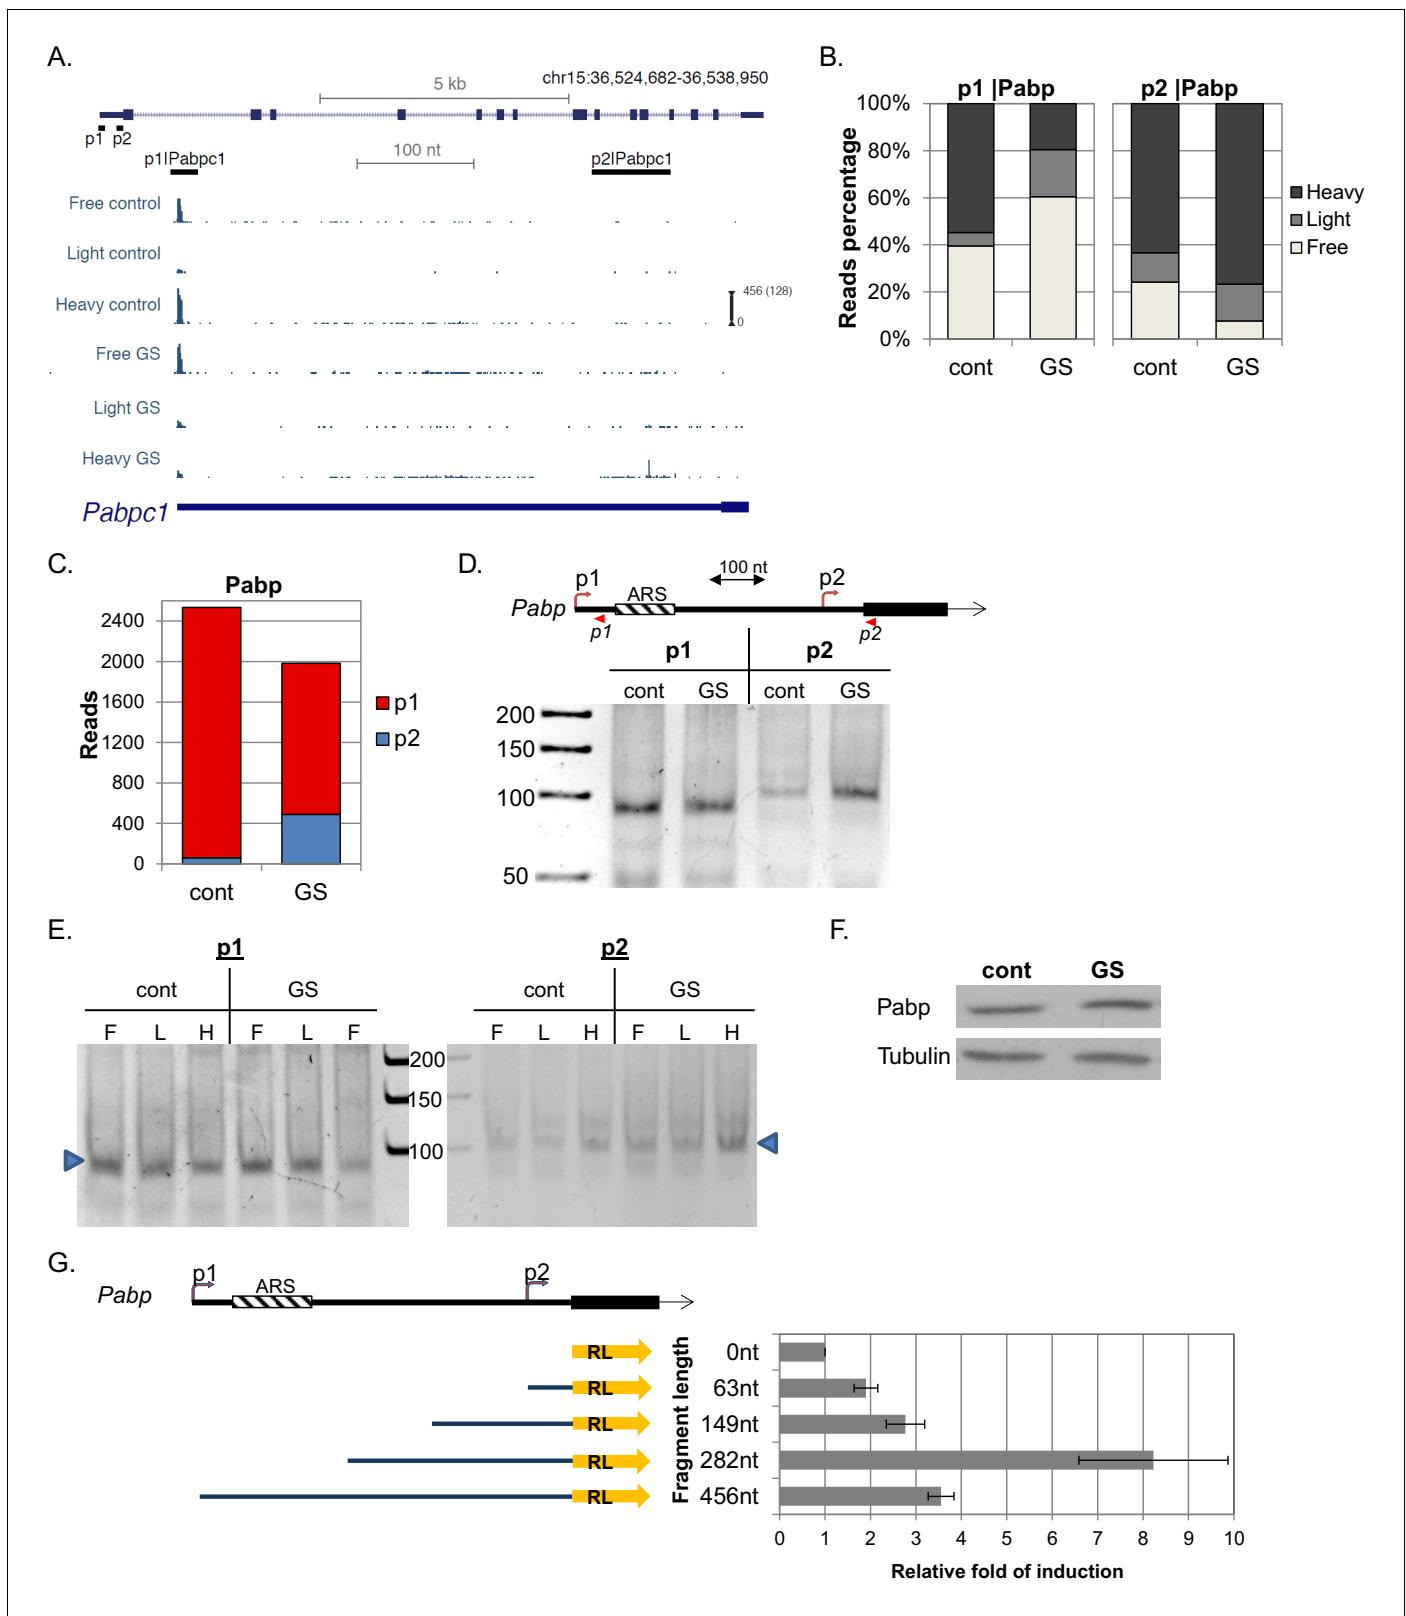 A.
5 kb
chr15:36,524,682-36,538,950
p1 p2
100 nt
p1|Pabpc1
p2|Pabpc1
Free control
Light control
Heavy control
456 (128)
0
Free GS
Light GS
Heavy GS
Pabpc1
B.
p1 |Pabp
p2 |Pabp
Reads percentage
100%
80%
60%
40%
20%
0%
cont GS
cont GS
Heavy
Light
Free
C.
Pabp
Reads
2400
2000
1600
1200
800
400
0
cont GS
p1
p2
D.
100 nt
p1
p2
Pabp
ARS
p1
p2
p1 p2
cont GS cont GS
200
150
100
50
E.
p1
cont GS
F L H F L F
200
150
100
p2
cont GS
F L H F L H
F.
cont GS
Pabp
Tubulin
G.
p1
p2
Pabp
ARS
RL
RL
RL
RL
RL
Fragment length
0nt
63nt
149nt
282nt
456nt
0 1 2 3 4 5 6 7 8 9 10
Relative fold of induction